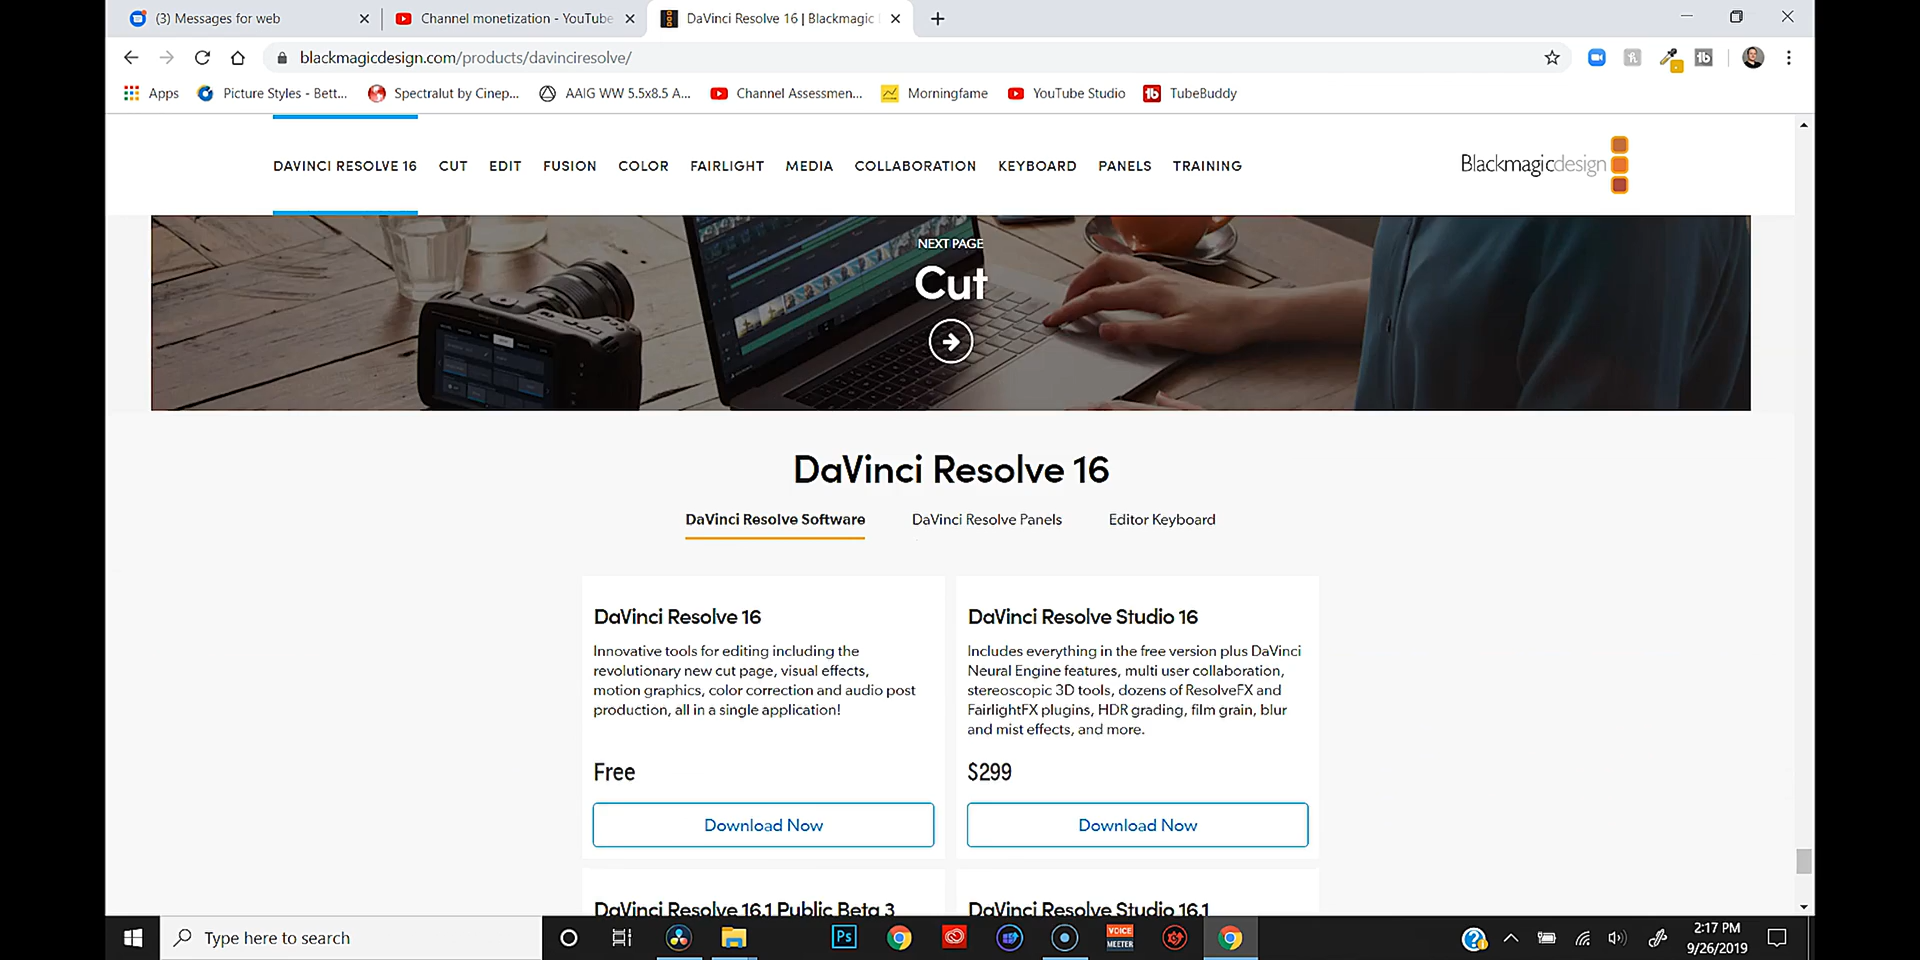 (3) Messages for web
Channel monetization - YouTube
DaVinci Resolve 16 | Blackmagic
blackmagicdesign.com/products/davinciresolve/
Apps
Picture Styles - Bett...
Spectralut by Cinep...
AAIG WW 5.5x8.5 A...
Channel Assessmen...
Morningfame
YouTube Studio
TubeBuddy
DAVINCI RESOLVE 16
CUT
EDIT
FUSION
COLOR
FAIRLIGHT
MEDIA
COLLABORATION
KEYBOARD
PANELS
TRAINING
Blackmagicdesign
NEXT PAGE
Cut
DaVinci Resolve 16
DaVinci Resolve Software
DaVinci Resolve Panels
Editor Keyboard
DaVinci Resolve 16
Innovative tools for editing including the
revolutionary new cut page, visual effects,
motion graphics, color correction and audio post
production, all in a single application!
Free
Download Now
DaVinci Resolve Studio 16
Includes everything in the free version plus DaVinci
Neural Engine features, multi user collaboration,
stereoscopic 3D tools, dozens of ResolveFX and
FairlightFX plugins, HDR grading, film grain, blur
and mist effects, and more.
$299
Download Now
DaVinci Resolve 16.1 Public Beta 3
DaVinci Resolve Studio 16.1
Type here to search
Ps
VOICE
MEETER
2:17 PM
9/26/2019